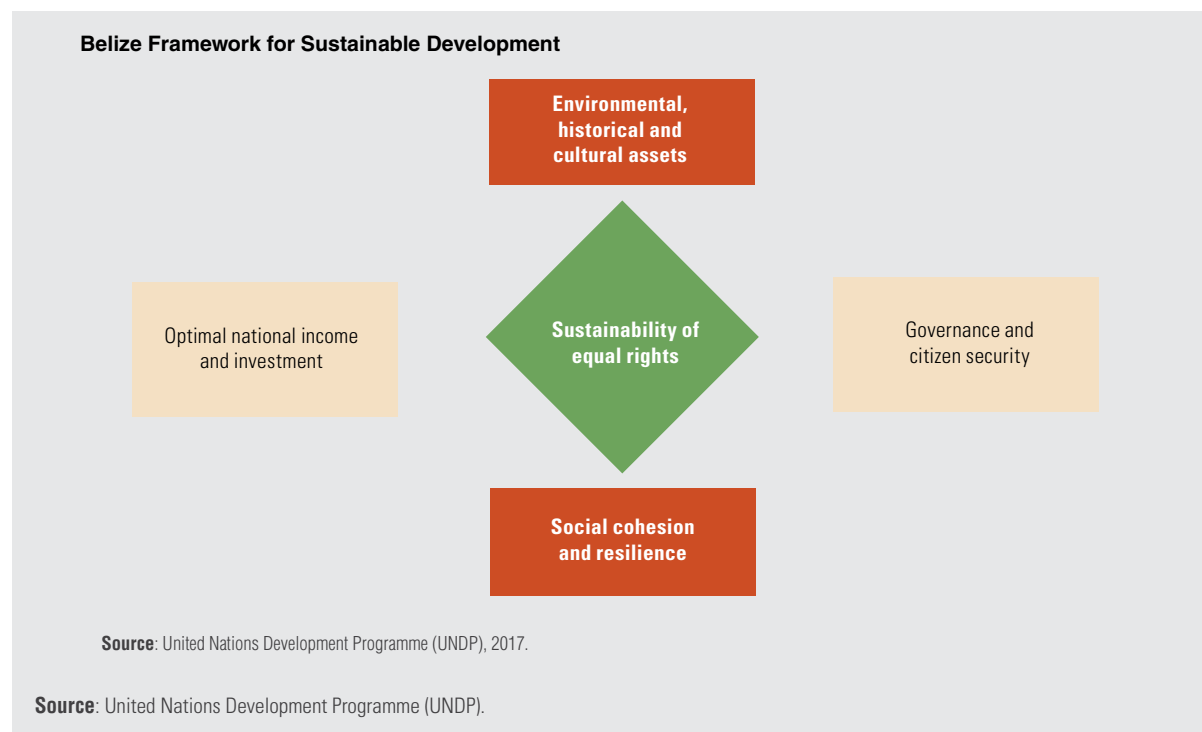 Belize Framework for Sustainable Development
Environmental,
historical and
cultural assets
Optimal national income
and investment
Sustainability of
equal rights
Governance and
citizen security
Social cohesion
and resilience
Source: United Nations Development Programme (UNDP), 2017.
Source: United Nations Development Programme (UNDP).